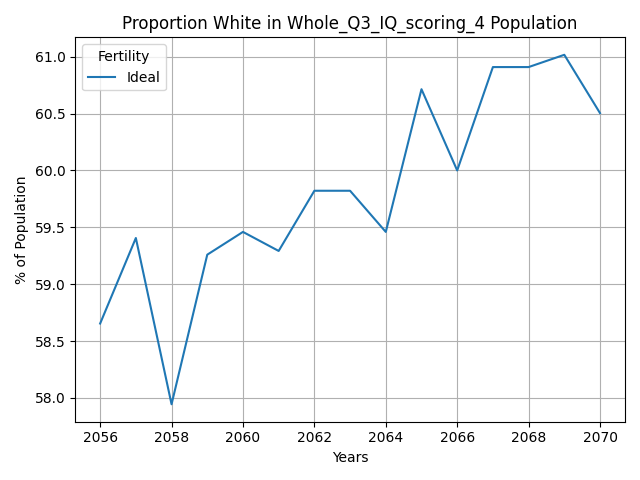 Proportion White in Whole_Q3_IQ_scoring_4 Population
Fertility
Ideal
% of Population
61.0
60.5
60.0
59.5
59.0
58.5
58.0
2056 2058 2060 2062 2064 2066 2068 2070
Years